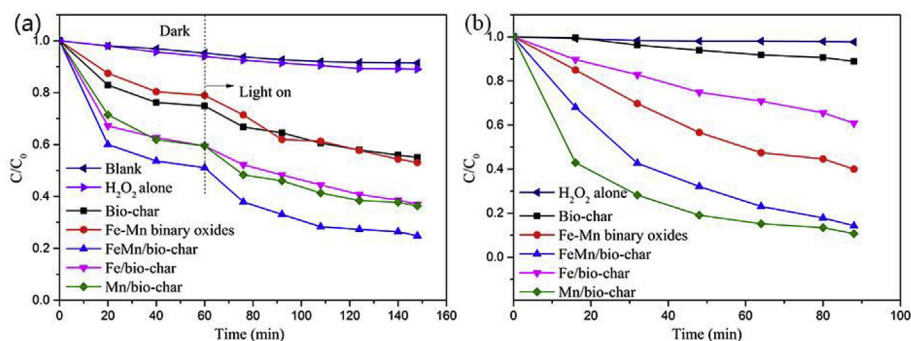 (a)
Dark
Light on
C/C0
1.0
0.8
0.6
0.4
0.2
0.0
Blank
H2O2 alone
Bio-char
Fe-Mn binary oxides
FeMn/bio-char
Fe/bio-char
Mn/bio-char
0 20 40 60 80 100 120 140 160
Time (min)
(b)
C/C0
1.0
0.8
0.6
0.4
0.2
0.0
H2O2 alone
Bio-char
Fe-Mn binary oxides
FeMn/bio-char
Fe/bio-char
Mn/bio-char
0 20 40 60 80 100
Time (min)